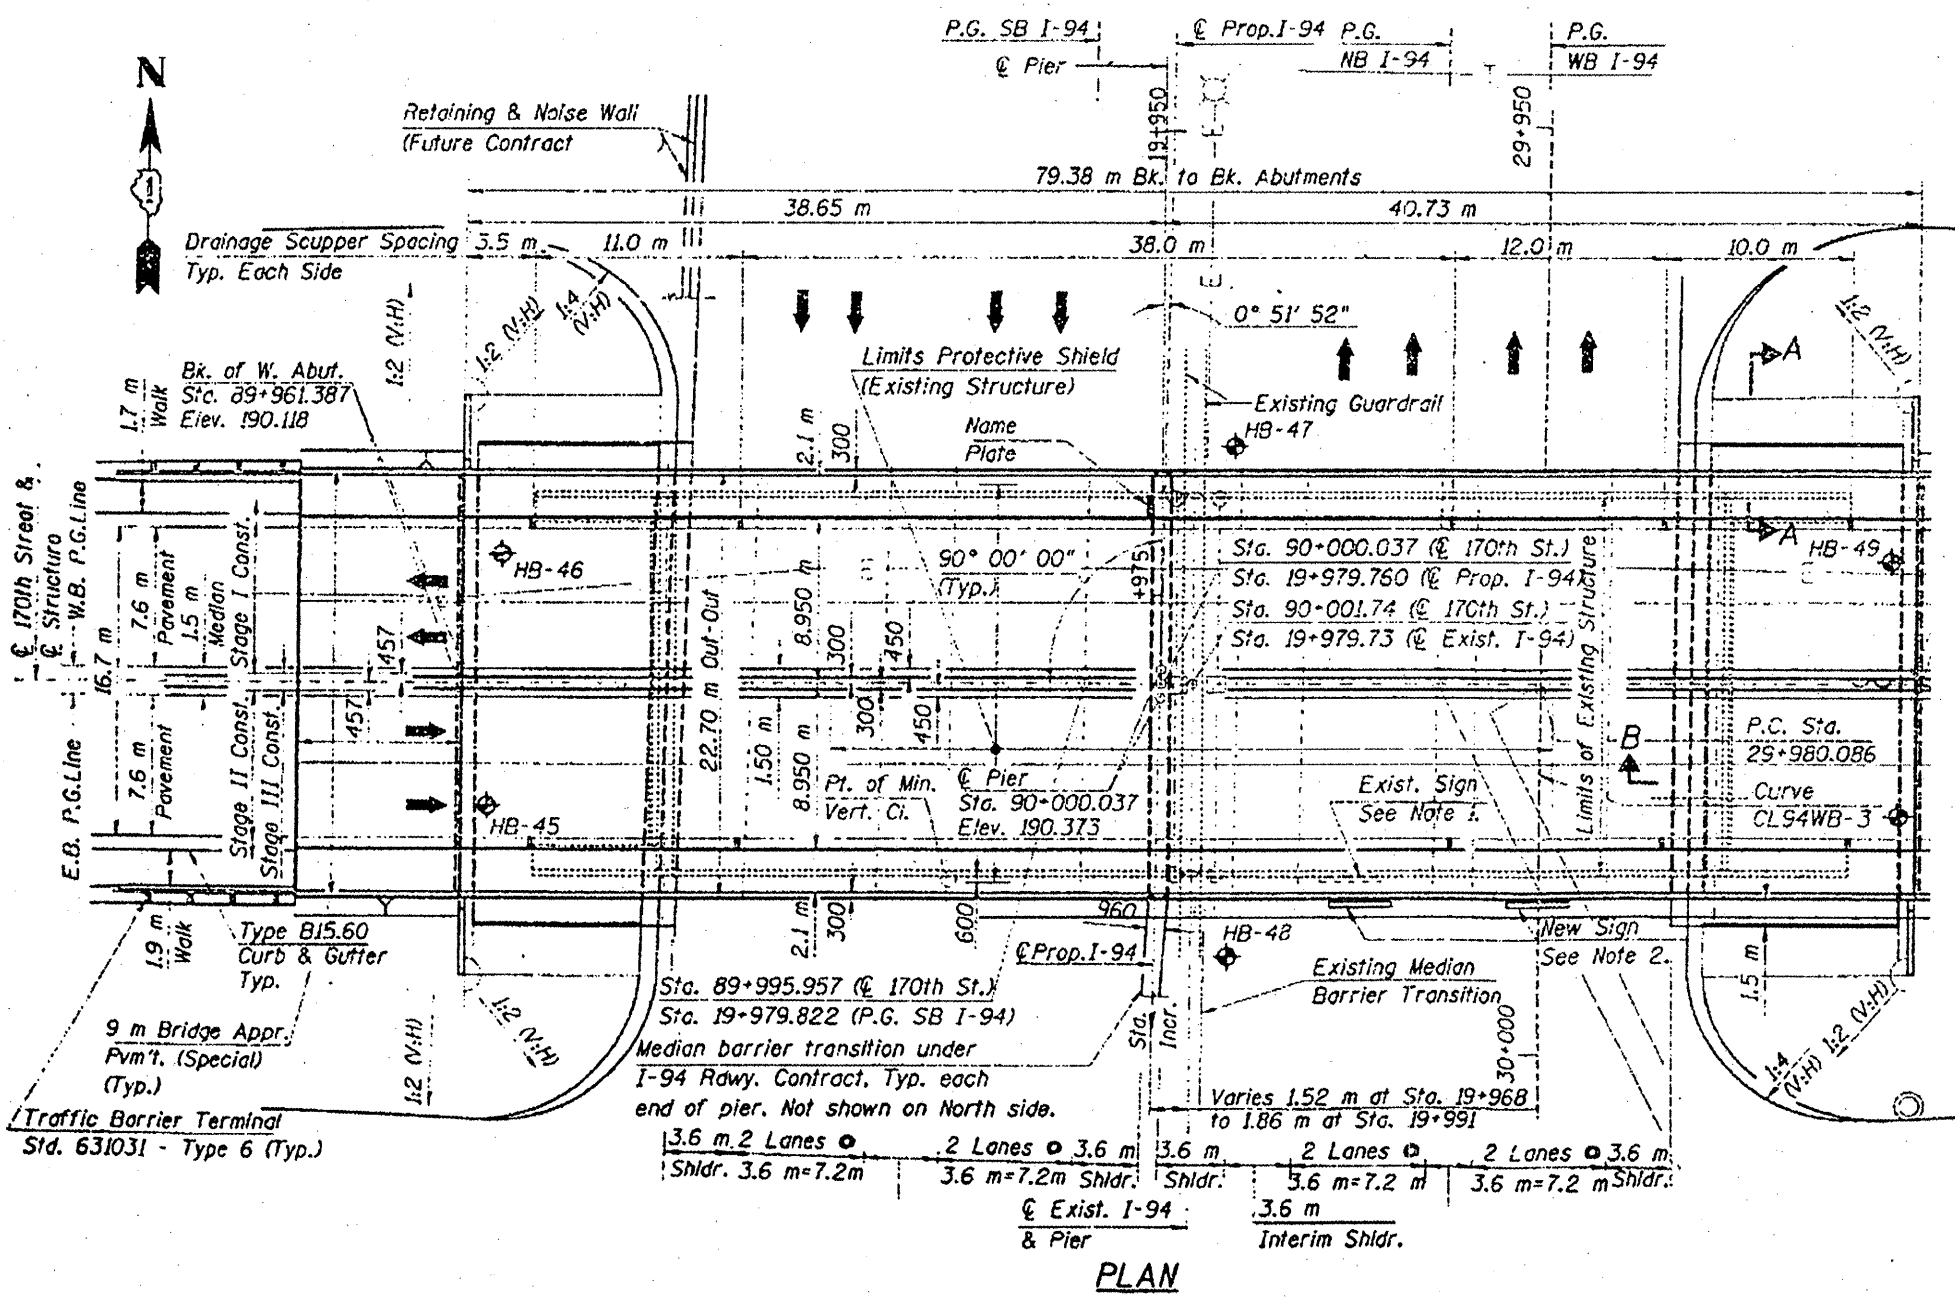 P.G. SB I-94
℄ Prop. I-94
P.G.
NB I-94
P.G.
WB I-94
℄ Pier
N
Retaining & Noise Wall
(Future Contract)
19+950
29+950
79.38 m Bk. to Bk. Abutments
38.65 m
40.73 m
Drainage Scupper Spacing
Typ. Each Side
3.5 m
11.0 m
38.0 m
12.0 m
10.0 m
1:2 (V:H)
1:2 (V:H)
1:4 (V:H)
0° 51' 52"
1:2 (V:H)
Limits Protective Shield
(Existing Structure)
A
Bk. of W. Abut.
Sta. 89+961.387
Elev. 190.118
1.7 m
Walk
Existing Guardrail
HB-47
Name
Plate
2.1 m
300
℄ 170th Street &
℄ Structure
W.B. P.G.Line
16.7 m
7.6 m
Pavement
1.5 m
Median
Stage I Const.
HB-46
457
22.70 m Out-Out
8.950 m
300
450
90° 00' 00"
(Typ.)
+975
Sta. 90+000.037 (℄ 170th St.)
Sta. 19+979.760 (℄ Prop. I-94)
Sta. 90+001.74 (℄ 170th St.)
Sta. 19+979.73 (℄ Exist. I-94)
Limits of Existing Structure
A
HB-49
E.B. P.G.Line
7.6 m
Pavement
Stage II Const.
Stage III Const.
457
HB-45
1.50 m
8.950 m
300
450
Pt. of Min.
Vert. Cl.
℄ Pier
Sta. 90+000.037
Elev. 190.373
Exist. Sign
See Note 1.
B
P.C. Sta.
29+980.086
Curve
CL94WB-3
1.9 m
Walk
Type B15.60
Curb & Gutter
Typ.
2.1 m
300
600
960
HB-48
℄ Prop. I-94
New Sign
See Note 2.
Existing Median
Barrier Transition
1.5 m
Sta. 89+995.957 (℄ 170th St.)
Sta. 19+979.822 (P.G. SB I-94)
9 m Bridge Appr.
Pvm't. (Special)
(Typ.)
1:2 (V:H)
1:2 (V:H)
Median barrier transition under
I-94 Rdwy. Contract. Typ. each
end of pier. Not shown on North side.
Sta. Incr.
30+000
1:4 (V:H)
1:2 (V:H)
Traffic Barrier Terminal
Std. 631031 - Type 6 (Typ.)
Varies 1.52 m at Sta. 19+968
to 1.86 m at Sta. 19+991
3.6 m
Shldr.
2 Lanes @
3.6 m=7.2m
2 Lanes @
3.6 m=7.2m
3.6 m
Shldr.
3.6 m
Shldr.
2 Lanes @
3.6 m=7.2 m
2 Lanes @
3.6 m=7.2 m
3.6 m
Shldr.
℄ Exist. I-94
& Pier
3.6 m
Interim Shldr.
PLAN